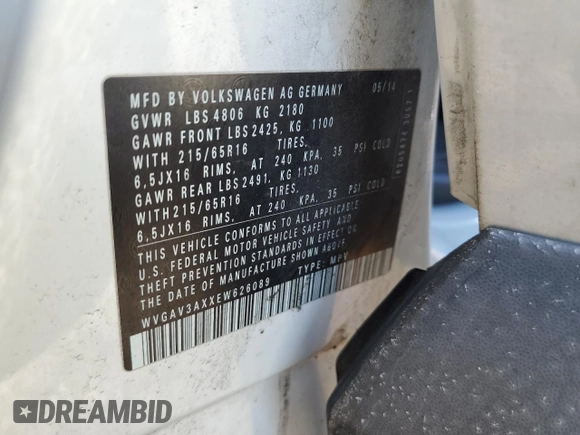 MFD BY VOLKSWAGEN AG GERMANY 05/14
GVWR LBS 4806 KG 2180
GAWR FRONT LBS 2425, KG 1100
WITH 215/65R16 TIRES,
6,5JX16 RIMS, AT 240 KPA, 35 PSI COLD
GAWR REAR LBS 2491, KG 1130
WITH 215/65R16 TIRES,
6,5JX16 RIMS, AT 240 KPA, 35 PSI COLD
THIS VEHICLE CONFORMS TO ALL APPLICABLE
U.S. FEDERAL MOTOR VEHICLE SAFETY AND
THEFT PREVENTION STANDARDS IN EFFECT ON
THE DATE OF MANUFACTURE SHOWN ABOVE
TYPE: MPV
WVGAV3AXXEW626089
DREAMBID